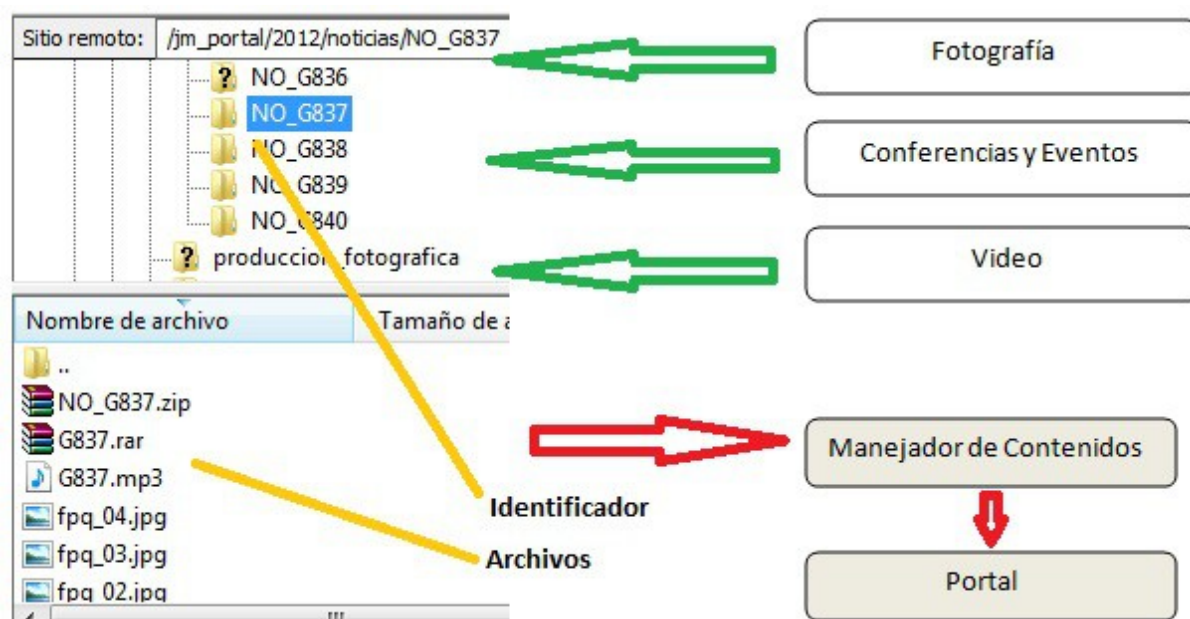 Sitio remoto: /jm_portal/2012/noticias/NO_G837
NO_G836
NO_G837
NO_G838
NO_G839
NO_G840
produccion_fotografica
Nombre de archivo Tamaño de a
..
NO_G837.zip
G837.rar
G837.mp3
fpq_04.jpg
fpq_03.jpg
fpq_02.jpg
Identificador
Archivos
Fotografía
Conferencias y Eventos
Video
Manejador de Contenidos
Portal